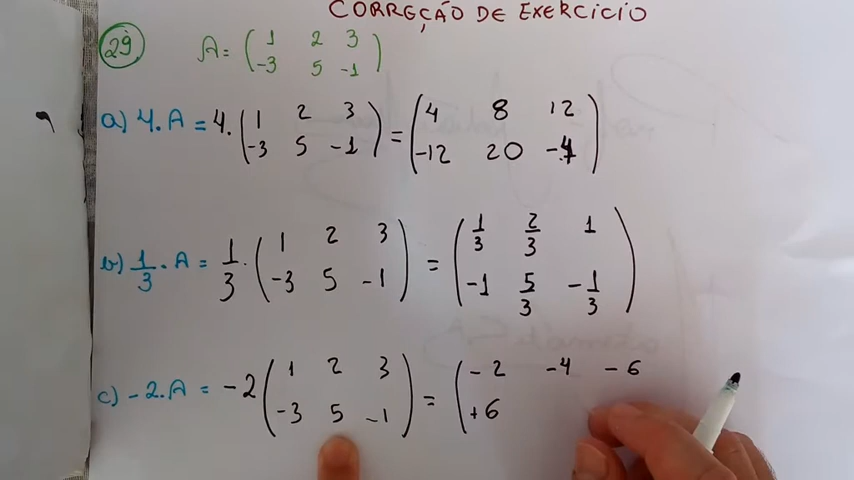 CORREÇÃO DE EXERCICIO
29 A = ( 1 2 3
-3 5 -1 )
a) 4.A = 4. ( 1 2 3 = ( 4 8 12
-3 5 -1 ) -12 20 -4 )
b) 1/3 . A = 1/3 . ( 1 2 3 = ( 1/3 2/3 1
-3 5 -1 ) -1 5/3 -1/3 )
c) -2.A = -2 ( 1 2 3 = ( -2 -4 -6
-3 5 -1 ) +6